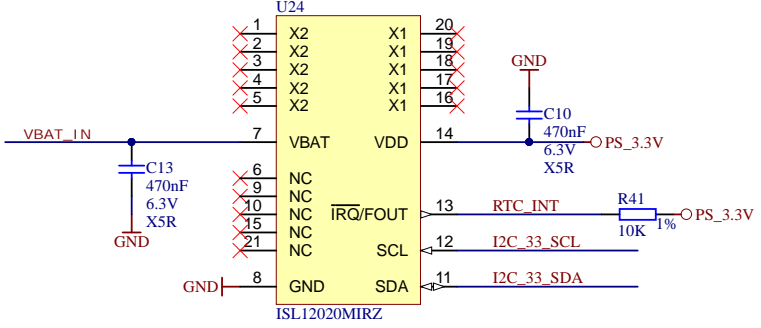 U24
1 X2 X1 20
2 X2 X1 19
3 X2 X1 18
4 X2 X1 17
5 X2 X1 16
GND
C10
470nF
6.3V
X5R
VBAT_IN 7 VBAT VDD 14 PS_3.3V
C13
470nF
6.3V
X5R
GND
6 NC
9 NC
10 NC
15 NC
21 NC
IRQ/FOUT 13 RTC_INT R41 10K 1% PS_3.3V
SCL 12 I2C_33_SCL
GND 8 GND SDA 11 I2C_33_SDA
ISL12020MIRZ